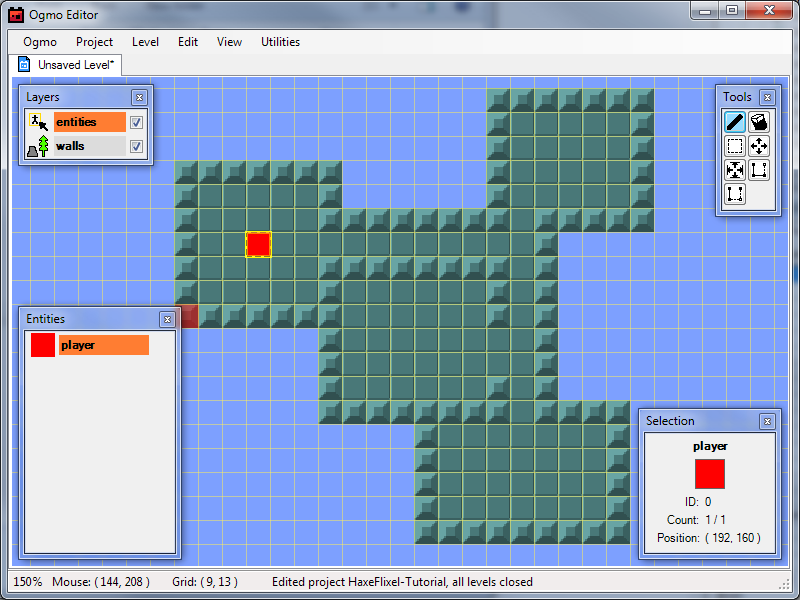 Ogmo Editor
Ogmo Project Level Edit View Utilities
Unsaved Level*
Layers
entities
walls
Tools
Entities
player
Selection
player
ID: 0
Count: 1 / 1
Position: ( 192, 160 )
150% Mouse: ( 144, 208 ) Grid: ( 9, 13 ) Edited project HaxeFlixel-Tutorial, all levels closed